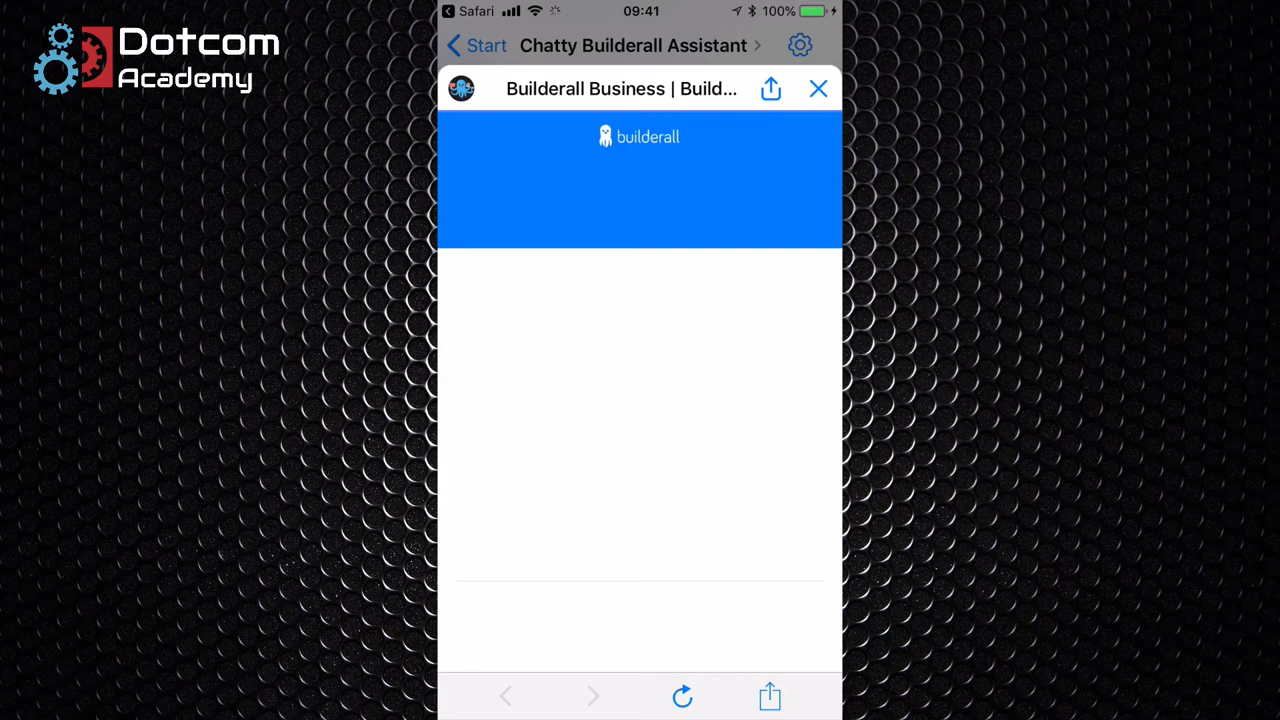 Dotcom
Academy
Safari 09:41 100%
Start Chatty Builderall Assistant
Builderall Business | Build...
builderall